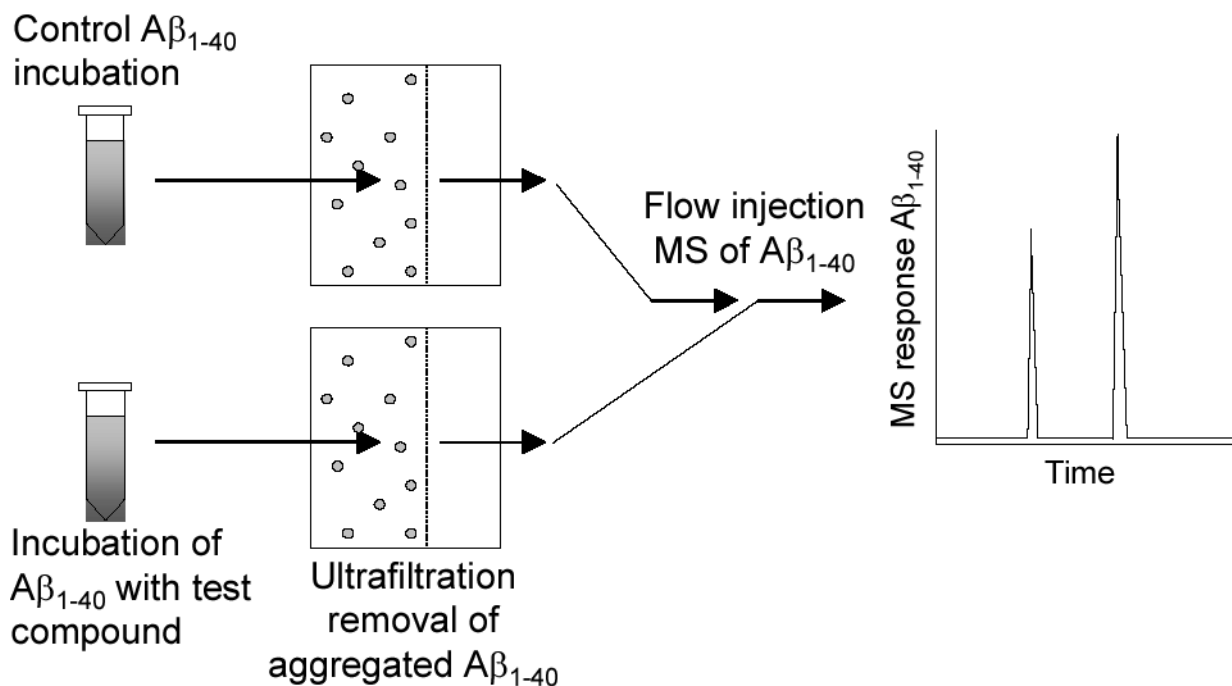 Control Aβ1-40
incubation
Flow injection
MS of Aβ1-40
MS response Aβ1-40
Time
Incubation of
Aβ1-40 with test
compound
Ultrafiltration
removal of
aggregated Aβ1-40